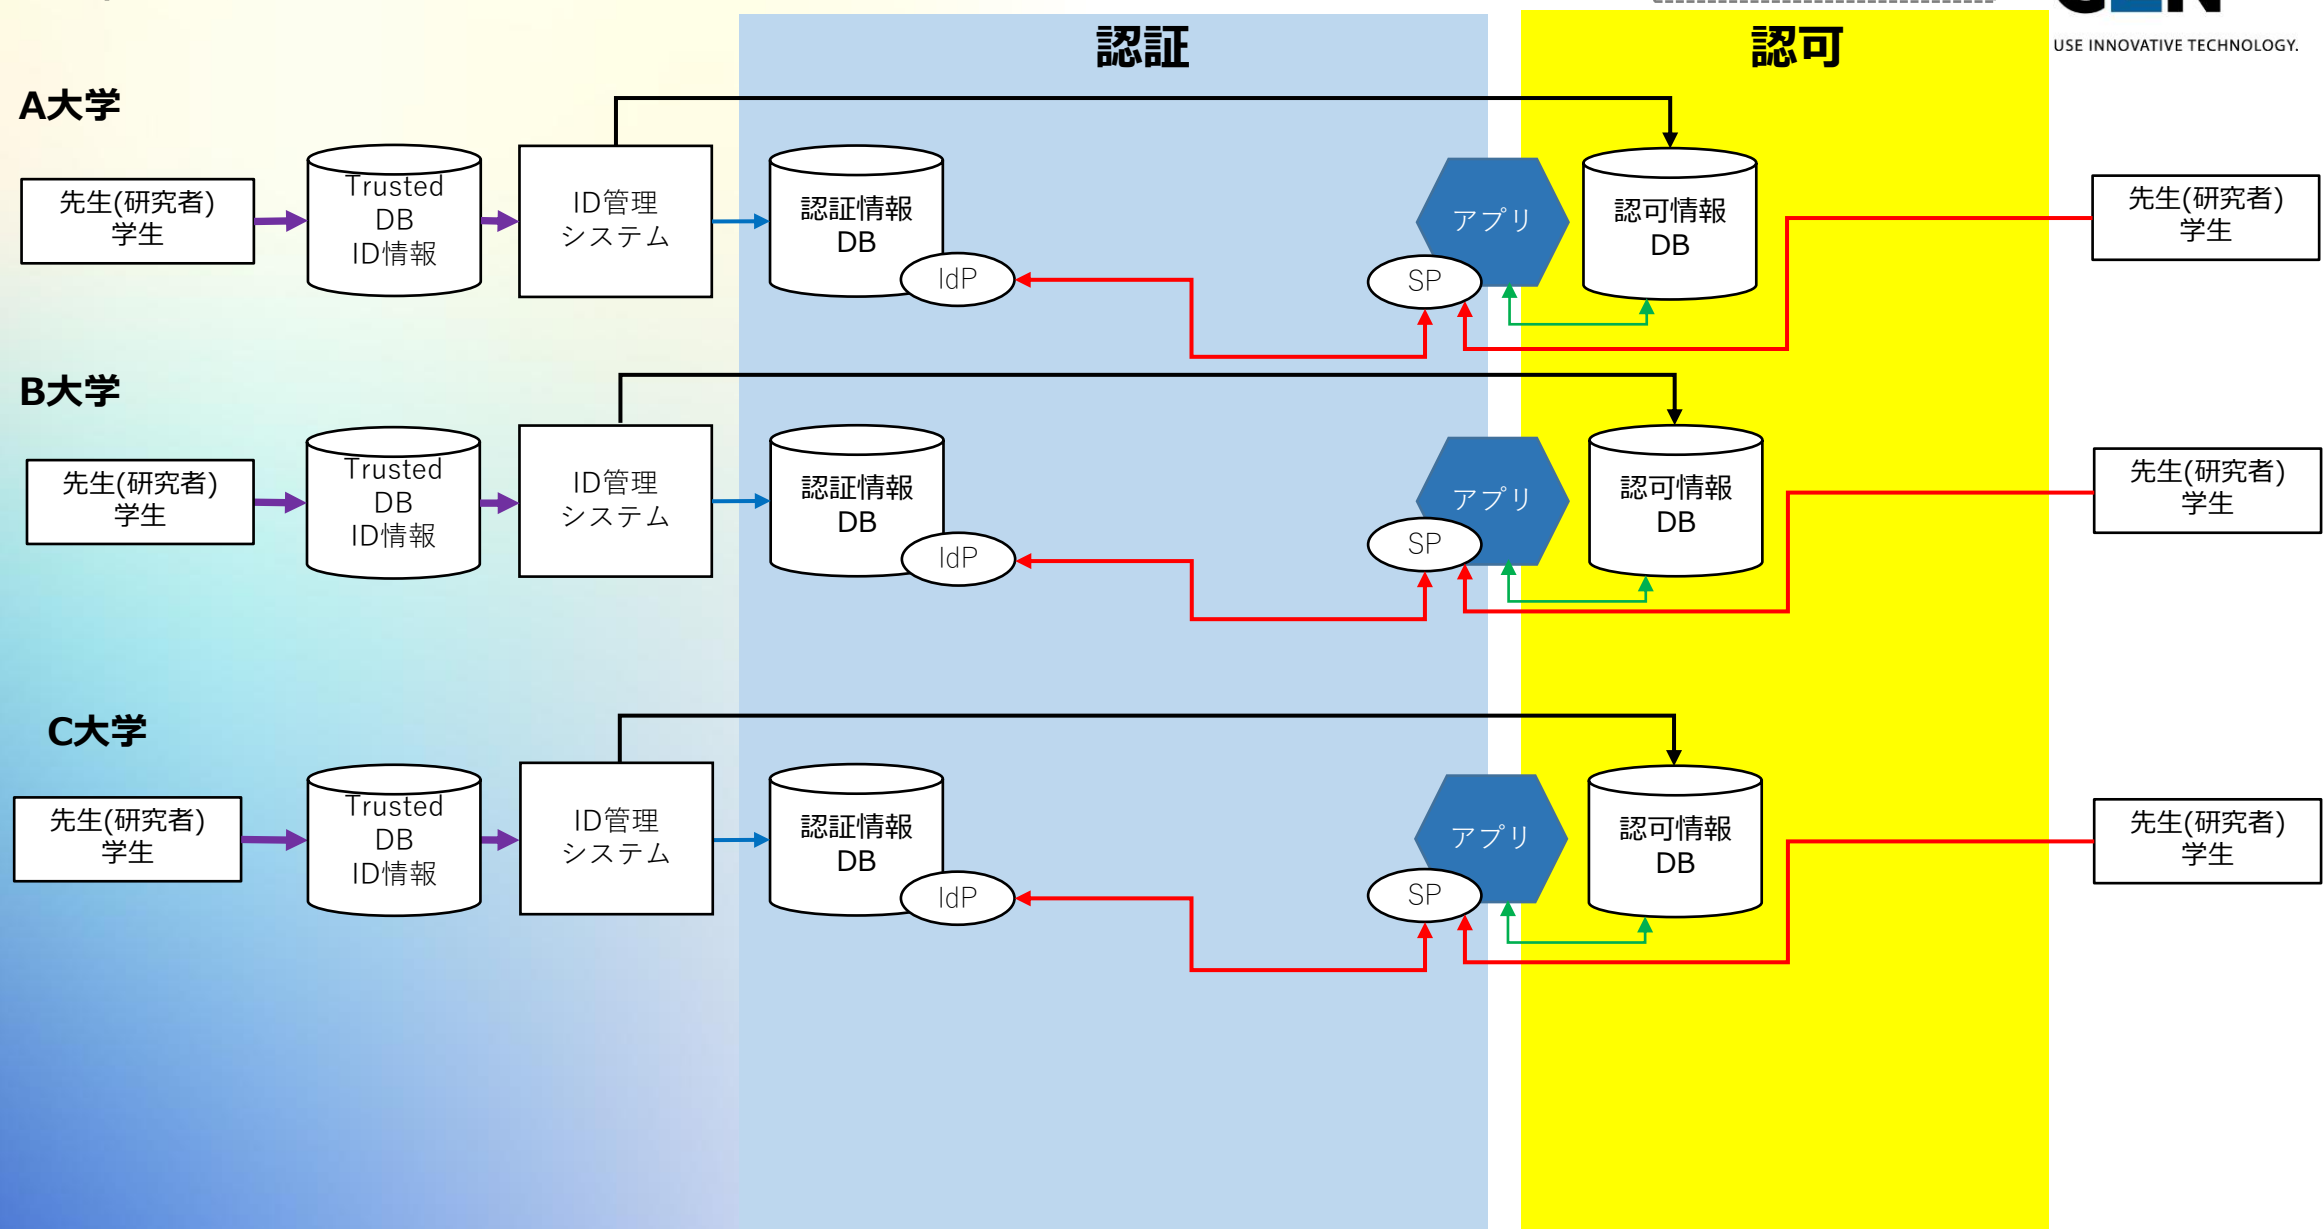 認証
認可
USE INNOVATIVE TECHNOLOGY.
A大学
先生(研究者)
学生
Trusted
DB
ID情報
ID管理
システム
認証情報
DB
IdP
アプリ
SP
認可情報
DB
先生(研究者)
学生
B大学
先生(研究者)
学生
Trusted
DB
ID情報
ID管理
システム
認証情報
DB
IdP
アプリ
SP
認可情報
DB
先生(研究者)
学生
C大学
先生(研究者)
学生
Trusted
DB
ID情報
ID管理
システム
認証情報
DB
IdP
アプリ
SP
認可情報
DB
先生(研究者)
学生